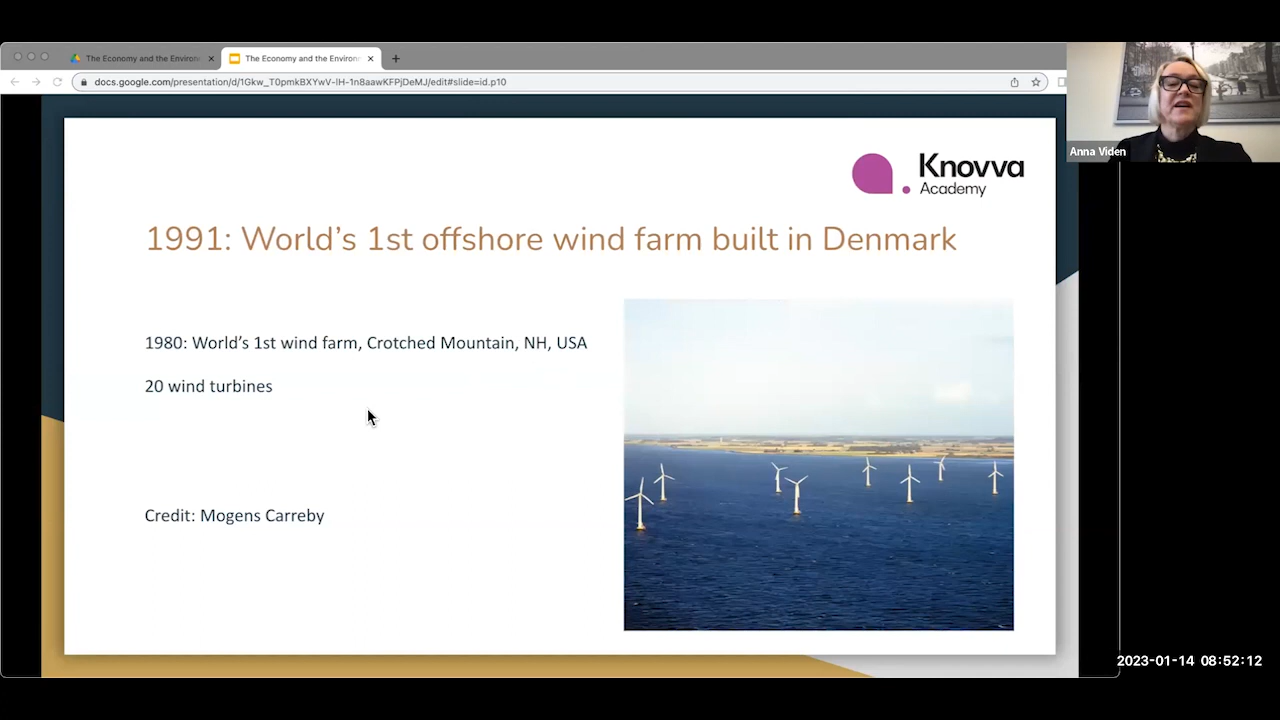 The Economy and the Environ
The Economy and the Environ
docs.google.com/presentation/d/1Gkw_T0pmkBXYwV-IH-1n8aawKFPjDeMJ/edit#slide=id.p10
Anna Viden
Knovva
Academy
1991: World's 1st offshore wind farm built in Denmark
1980: World's 1st wind farm, Crotched Mountain, NH, USA
20 wind turbines
Credit: Mogens Carreby
2023-01-14 08:52:12